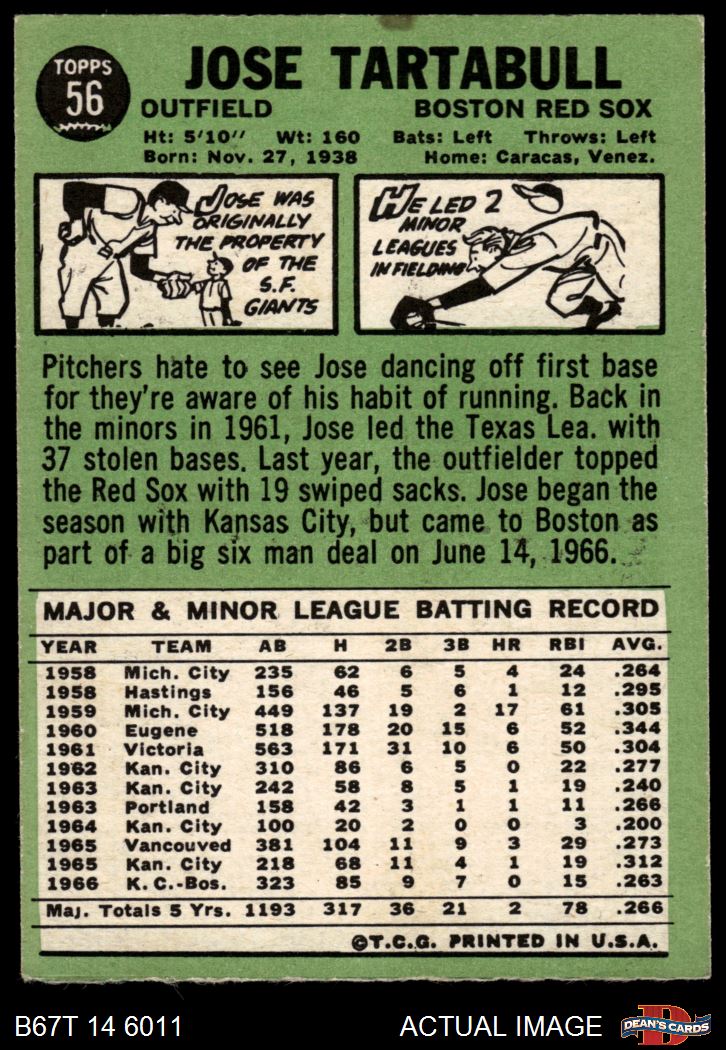 TOPPS
56
JOSE TARTABULL
OUTFIELD BOSTON RED SOX
Ht: 5'10" Wt: 160 Bats: Left Throws: Left
Born: Nov. 27, 1938 Home: Caracas, Venez.
JOSE WAS
ORIGINALLY
THE PROPERTY
OF THE
S.F.
GIANTS
HE LED 2
MINOR
LEAGUES
IN FIELDING
Pitchers hate to see Jose dancing off first base
for they're aware of his habit of running. Back in
the minors in 1961, Jose led the Texas Lea. with
37 stolen bases. Last year, the outfielder topped
the Red Sox with 19 swiped sacks. Jose began the
season with Kansas City, but came to Boston as
part of a big six man deal on June 14, 1966.
MAJOR & MINOR LEAGUE BATTING RECORD
YEAR TEAM AB H 2B 3B HR RBI AVG.
1958 Mich. City 235 62 6 5 4 24 .264
1958 Hastings 156 46 5 6 1 12 .295
1959 Mich. City 449 137 19 2 17 61 .305
1960 Eugene 518 178 20 15 6 52 .344
1961 Victoria 563 171 31 10 6 50 .304
1962 Kan. City 310 86 6 5 0 22 .277
1963 Kan. City 242 58 8 5 1 19 .240
1963 Portland 158 42 3 1 1 11 .266
1964 Kan. City 100 20 2 0 0 3 .200
1965 Vancouved 381 104 11 9 3 29 .273
1965 Kan. City 218 68 11 4 1 19 .312
1966 K.C.-Bos. 323 85 9 7 0 15 .263
Maj. Totals 5 Yrs. 1193 317 36 21 2 78 .266
©T.C.G. PRINTED IN U.S.A.
B67T 14 6011 ACTUAL IMAGE
D
DEAN'S CARDS